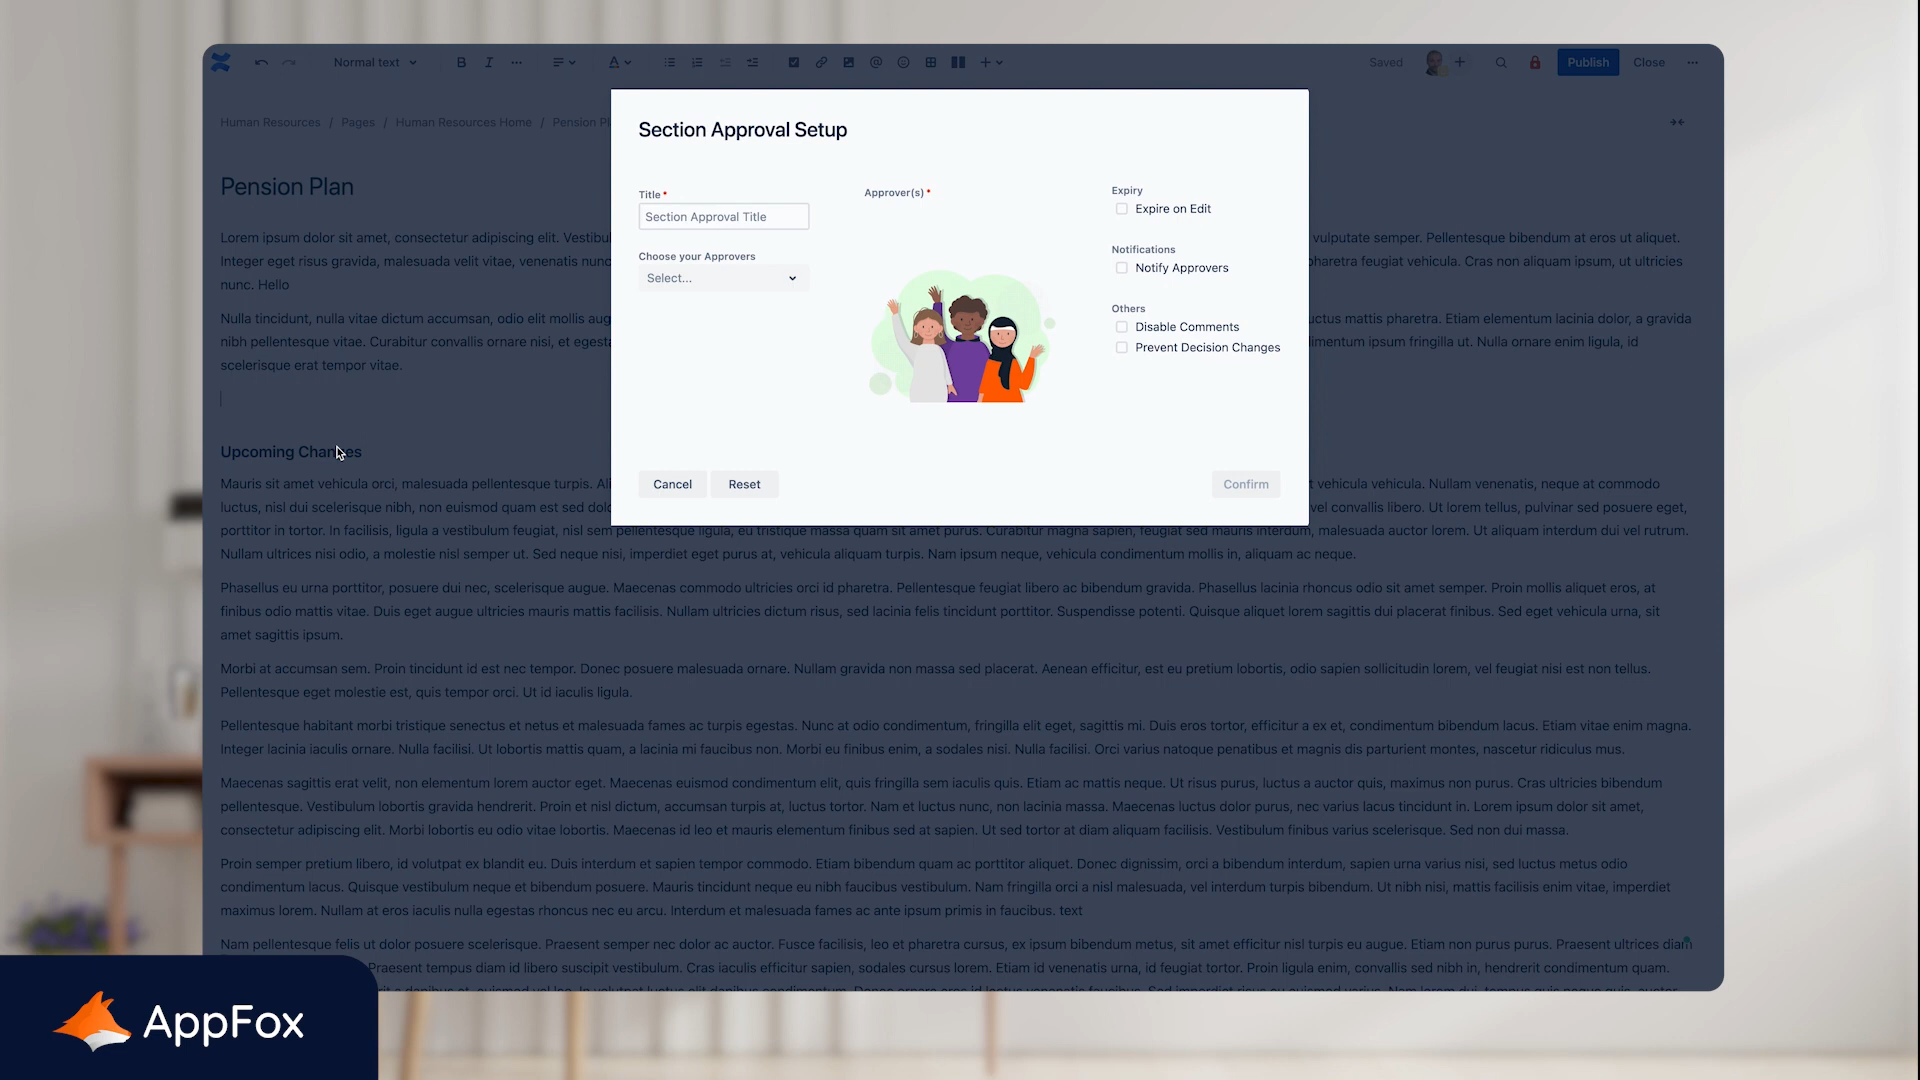 Normal text
B
I
A
Saved
Publish
Close
Human Resources / Pages / Human Resources Home / Pension Pl
Section Approval Setup
Pension Plan
Title *
Section Approval Title
Choose your Approvers
Select...
Approver(s) *
Expiry
Expire on Edit
Notifications
Notify Approvers
Others
Disable Comments
Prevent Decision Changes
Cancel
Reset
Confirm
Lorem ipsum dolor sit amet, consectetur adipiscing elit. Vestibul vulputate semper. Pellentesque bibendum at eros ut aliquet.
Integer eget risus gravida, malesuada velit vitae, venenatis nunc pharetra feugiat vehicula. Cras non aliquam ipsum, ut ultricies
nunc. Hello
Nulla tincidunt, nulla vitae dictum accumsan, odio elit mollis aug uctus mattis pharetra. Etiam elementum lacinia dolor, a gravida
nibh pellentesque vitae. Curabitur convallis ornare nisi, et egesta limentum ipsum fringilla ut. Nulla ornare enim ligula, id
scelerisque erat tempor vitae.
Upcoming Changes
Mauris sit amet vehicula orci, malesuada pellentesque turpis. Ali t vehicula vehicula. Nullam venenatis, neque at commodo
luctus, nisl dui scelerisque nibh, non euismod quam est sed dolo vel convallis libero. Ut lorem tellus, pulvinar sed posuere eget,
porttitor in tortor. In facilisis, ligula a vestibulum feugiat, nisl sem pellentesque ligula, eu tristique massa quam sit amet purus. Curabitur magna sapien, feugiat sed mauris interdum, malesuada auctor lorem. Ut aliquam interdum dui vel rutrum.
Nullam ultrices nisi odio, a molestie nisl semper ut. Sed neque nisi, imperdiet eget purus at, vehicula aliquam turpis. Nam ipsum neque, vehicula condimentum mollis in, aliquam ac neque.
Phasellus eu urna porttitor, posuere dui nec, scelerisque augue. Maecenas commodo ultricies orci id pharetra. Pellentesque feugiat libero ac bibendum gravida. Phasellus lacinia rhoncus odio sit amet semper. Proin mollis aliquet eros, at
finibus odio mattis vitae. Duis eget augue ultricies mauris mattis facilisis. Nullam ultricies dictum risus, sed lacinia felis tincidunt porttitor. Suspendisse potenti. Quisque aliquet lorem sagittis dui placerat finibus. Sed eget vehicula urna, sit
amet sagittis ipsum.
Morbi at accumsan sem. Proin tincidunt id est nec tempor. Donec posuere malesuada ornare. Nullam gravida non massa sed placerat. Aenean efficitur, est eu pretium lobortis, odio sapien sollicitudin lorem, vel feugiat nisi est non tellus.
Pellentesque eget molestie est, quis tempor orci. Ut id iaculis ligula.
Pellentesque habitant morbi tristique senectus et netus et malesuada fames ac turpis egestas. Nunc at odio condimentum, fringilla elit eget, sagittis mi. Duis eros tortor, efficitur a ex et, condimentum bibendum lacus. Etiam vitae enim magna.
Integer lacinia iaculis ornare. Nulla facilisi. Ut lobortis mattis quam, a lacinia mi faucibus non. Morbi eu finibus enim, a sodales nisi. Nulla facilisi. Orci varius natoque penatibus et magnis dis parturient montes, nascetur ridiculus mus.
Maecenas sagittis erat velit, non elementum lorem auctor eget. Maecenas euismod condimentum elit, quis fringilla sem iaculis quis. Etiam ac mattis neque. Ut risus purus, luctus a auctor quis, maximus non purus. Cras ultricies bibendum
pellentesque. Vestibulum lobortis gravida hendrerit. Proin et nisl dictum, accumsan turpis at, luctus tortor. Nam et luctus nunc, non lacinia massa. Maecenas luctus dolor purus, nec varius lacus tincidunt in. Lorem ipsum dolor sit amet,
consectetur adipiscing elit. Morbi lobortis eu odio vitae lobortis. Maecenas id leo et mauris elementum finibus sed at sapien. Ut sed tortor at diam aliquam facilisis. Vestibulum finibus varius scelerisque. Sed non dui massa.
Proin semper pretium libero, id volutpat ex blandit eu. Duis interdum et sapien tempor commodo. Etiam bibendum quam ac porttitor aliquet. Donec dignissim, orci a bibendum interdum, sapien urna varius nisi, sed luctus metus odio
condimentum lacus. Quisque vestibulum neque et bibendum posuere. Mauris tincidunt neque eu nibh faucibus vestibulum. Nam fringilla orci a nisl malesuada, vel interdum turpis bibendum. Ut nibh nisi, mattis facilisis enim vitae, imperdiet
maximus lorem. Nullam at eros iaculis nulla egestas rhoncus nec eu arcu. Interdum et malesuada fames ac ante ipsum primis in faucibus. text
Nam pellentesque felis ut dolor posuere scelerisque. Praesent semper nec dolor ac auctor. Fusce facilisis, leo et pharetra cursus, ex ipsum bibendum metus, sit amet efficitur nisl turpis eu augue. Etiam non purus purus. Praesent ultrices diam
Praesent tempus diam id libero suscipit vestibulum. Cras iaculis efficitur sapien, sodales cursus lorem. Etiam id venenatis urna, id feugiat tortor. Proin ligula enim, convallis sed nibh in, hendrerit condimentum quam.
AppFox